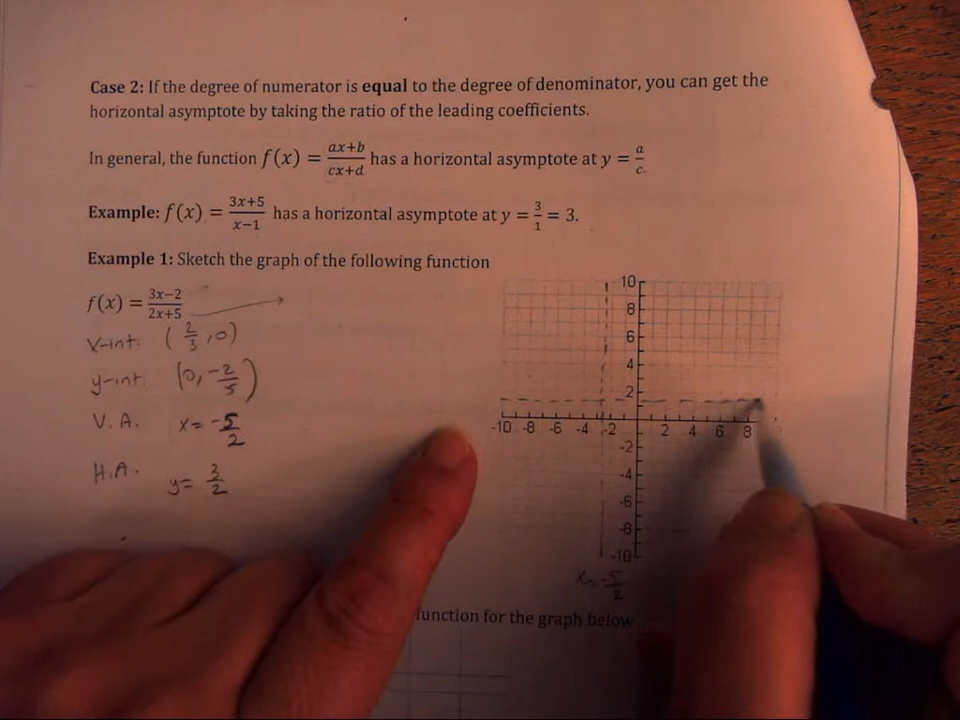 Case 2: If the degree of numerator is equal to the degree of denominator, you can get the
horizontal asymptote by taking the ratio of the leading coefficients.
In general, the function f(x) = ax+b/cx+d has a horizontal asymptote at y = a/c
Example: f(x) = 3x+5/x−1 has a horizontal asymptote at y = 3/1 = 3.
Example 1: Sketch the graph of the following function
f(x) = 3x−2/2x+5
x-int: (2/3, 0)
y-int: (0, -2/5)
V.A. x = -5/2
H.A. y = 3/2
10
8
6
4
2
-10 -8 -6 -4 -2 2 4 6 8
-2
-4
-6
-8
-10
x = -5/2
function for the graph below